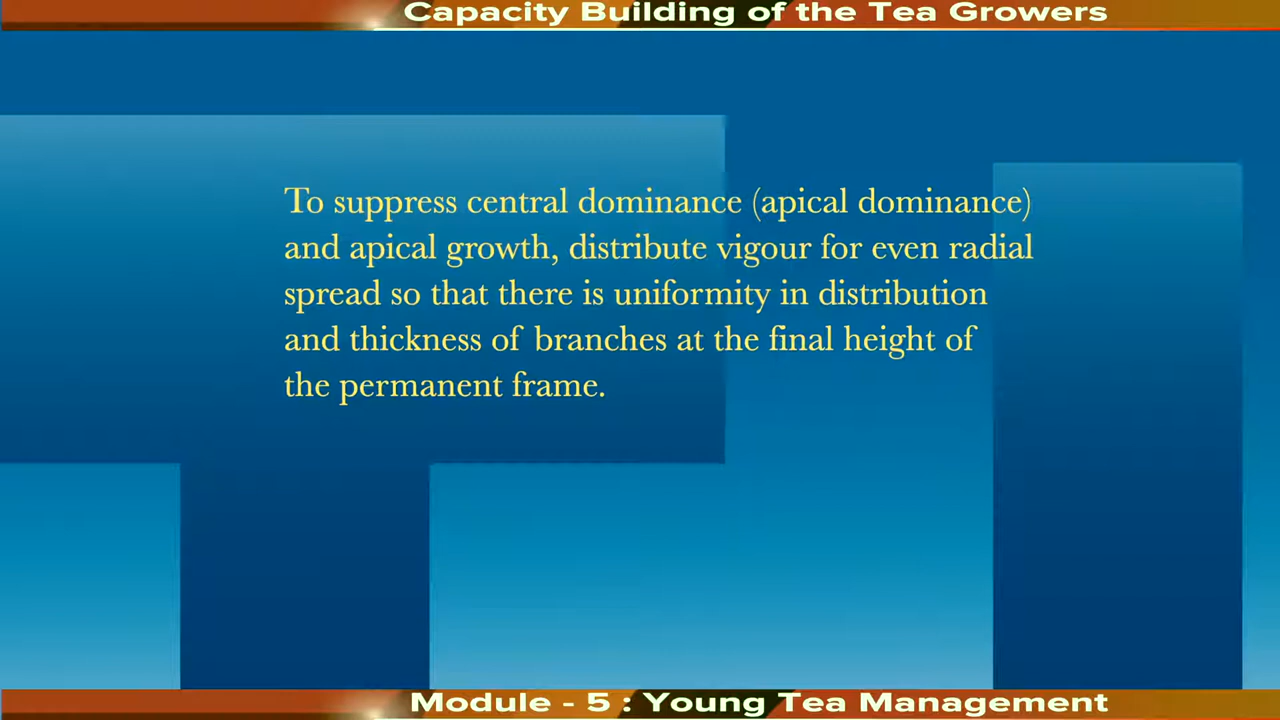 Capacity Building of the Tea Growers
To suppress central dominance (apical dominance)
and apical growth, distribute vigour for even radial
spread so that there is uniformity in distribution
and thickness of branches at the final height of
the permanent frame.
Module - 5 : Young Tea Management